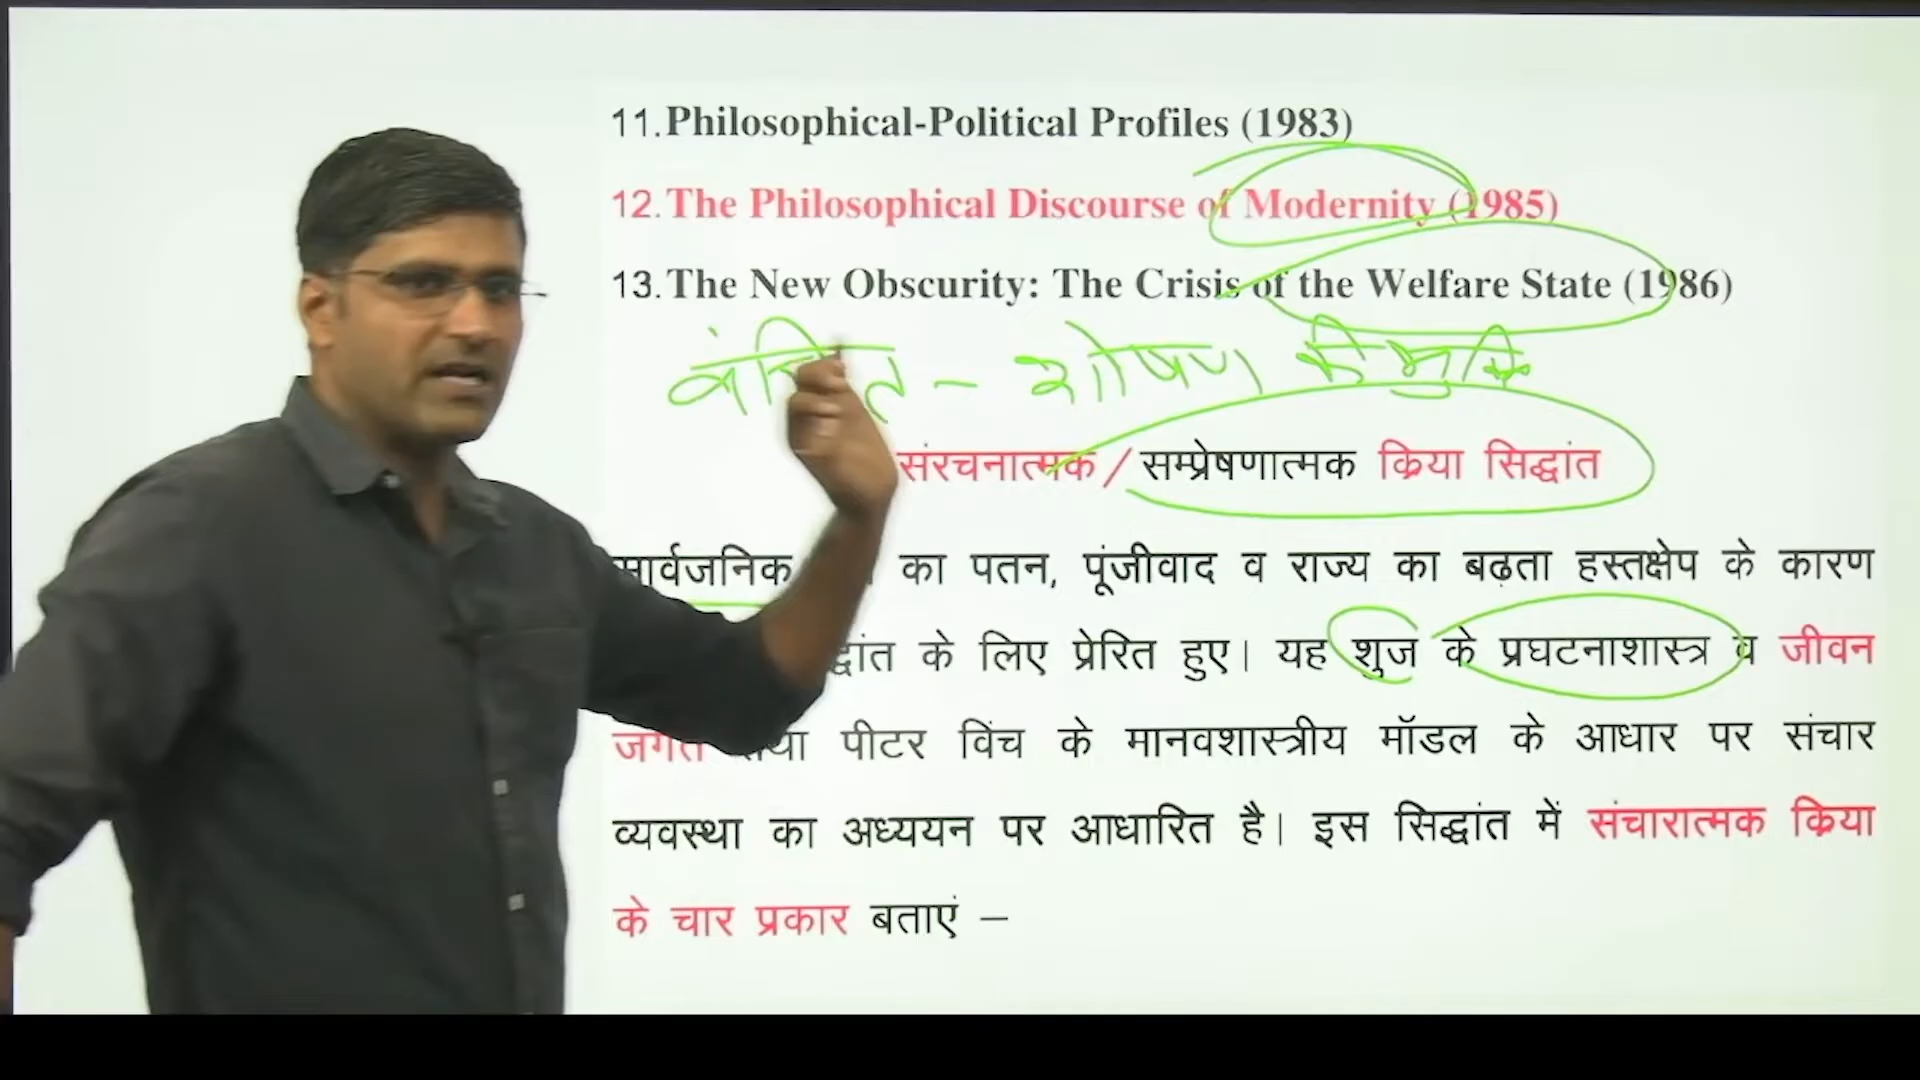 11. Philosophical-Political Profiles (1983)
12. The Philosophical Discourse of Modernity (1985)
13. The New Obscurity: The Crisis of the Welfare State (1986)
वंचित – शोषण की मुक्ति
संरचनात्मक / सम्प्रेषणात्मक क्रिया सिद्धांत
सार्वजनिक का पतन, पूंजीवाद व राज्य का बढ़ता हस्तक्षेप के कारण
के लिए प्रेरित हुए। यह शुज के प्रघटनाशास्त्र व जीवन
जगत तथा पीटर विंच के मानवशास्त्रीय मॉडल के आधार पर संचार
व्यवस्था का अध्ययन पर आधारित है। इस सिद्धांत में संचारात्मक क्रिया
के चार प्रकार बताएं –